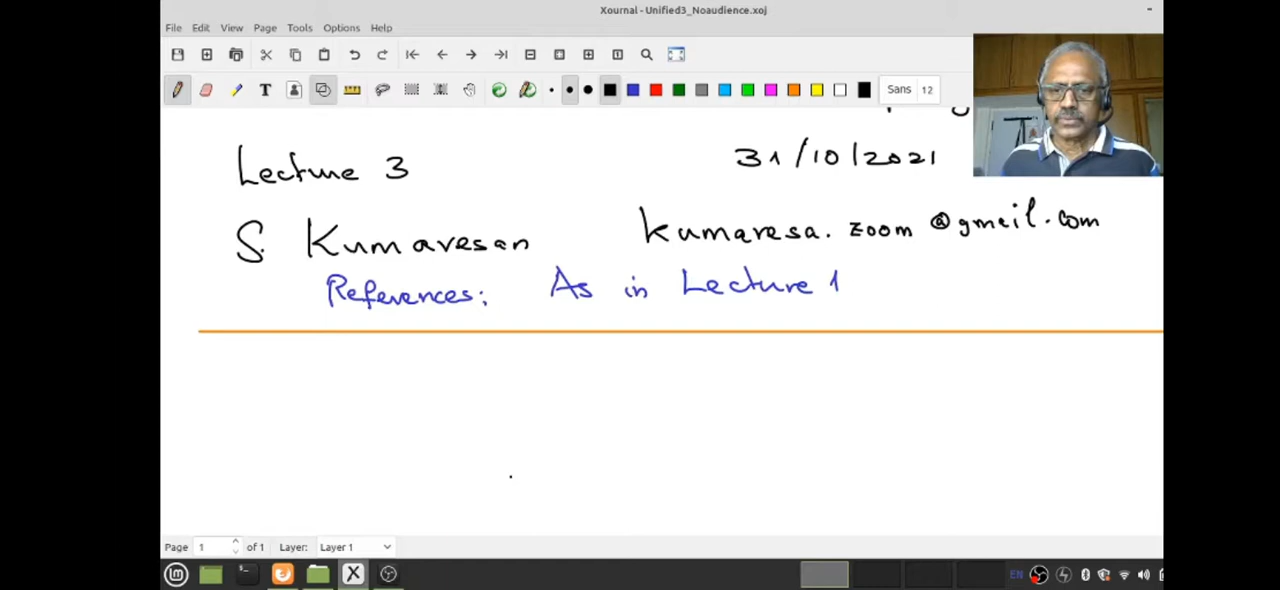 Xournal - Unified3_Noaudience.xoj
File Edit View Page Tools Options Help
Sans 12
Lecture 3
31/10/2021
S. Kumaresan
kumaresa.zoom@gmail.com
References: As in Lecture 1
Page 1 of 1 Layer: Layer 1
EN